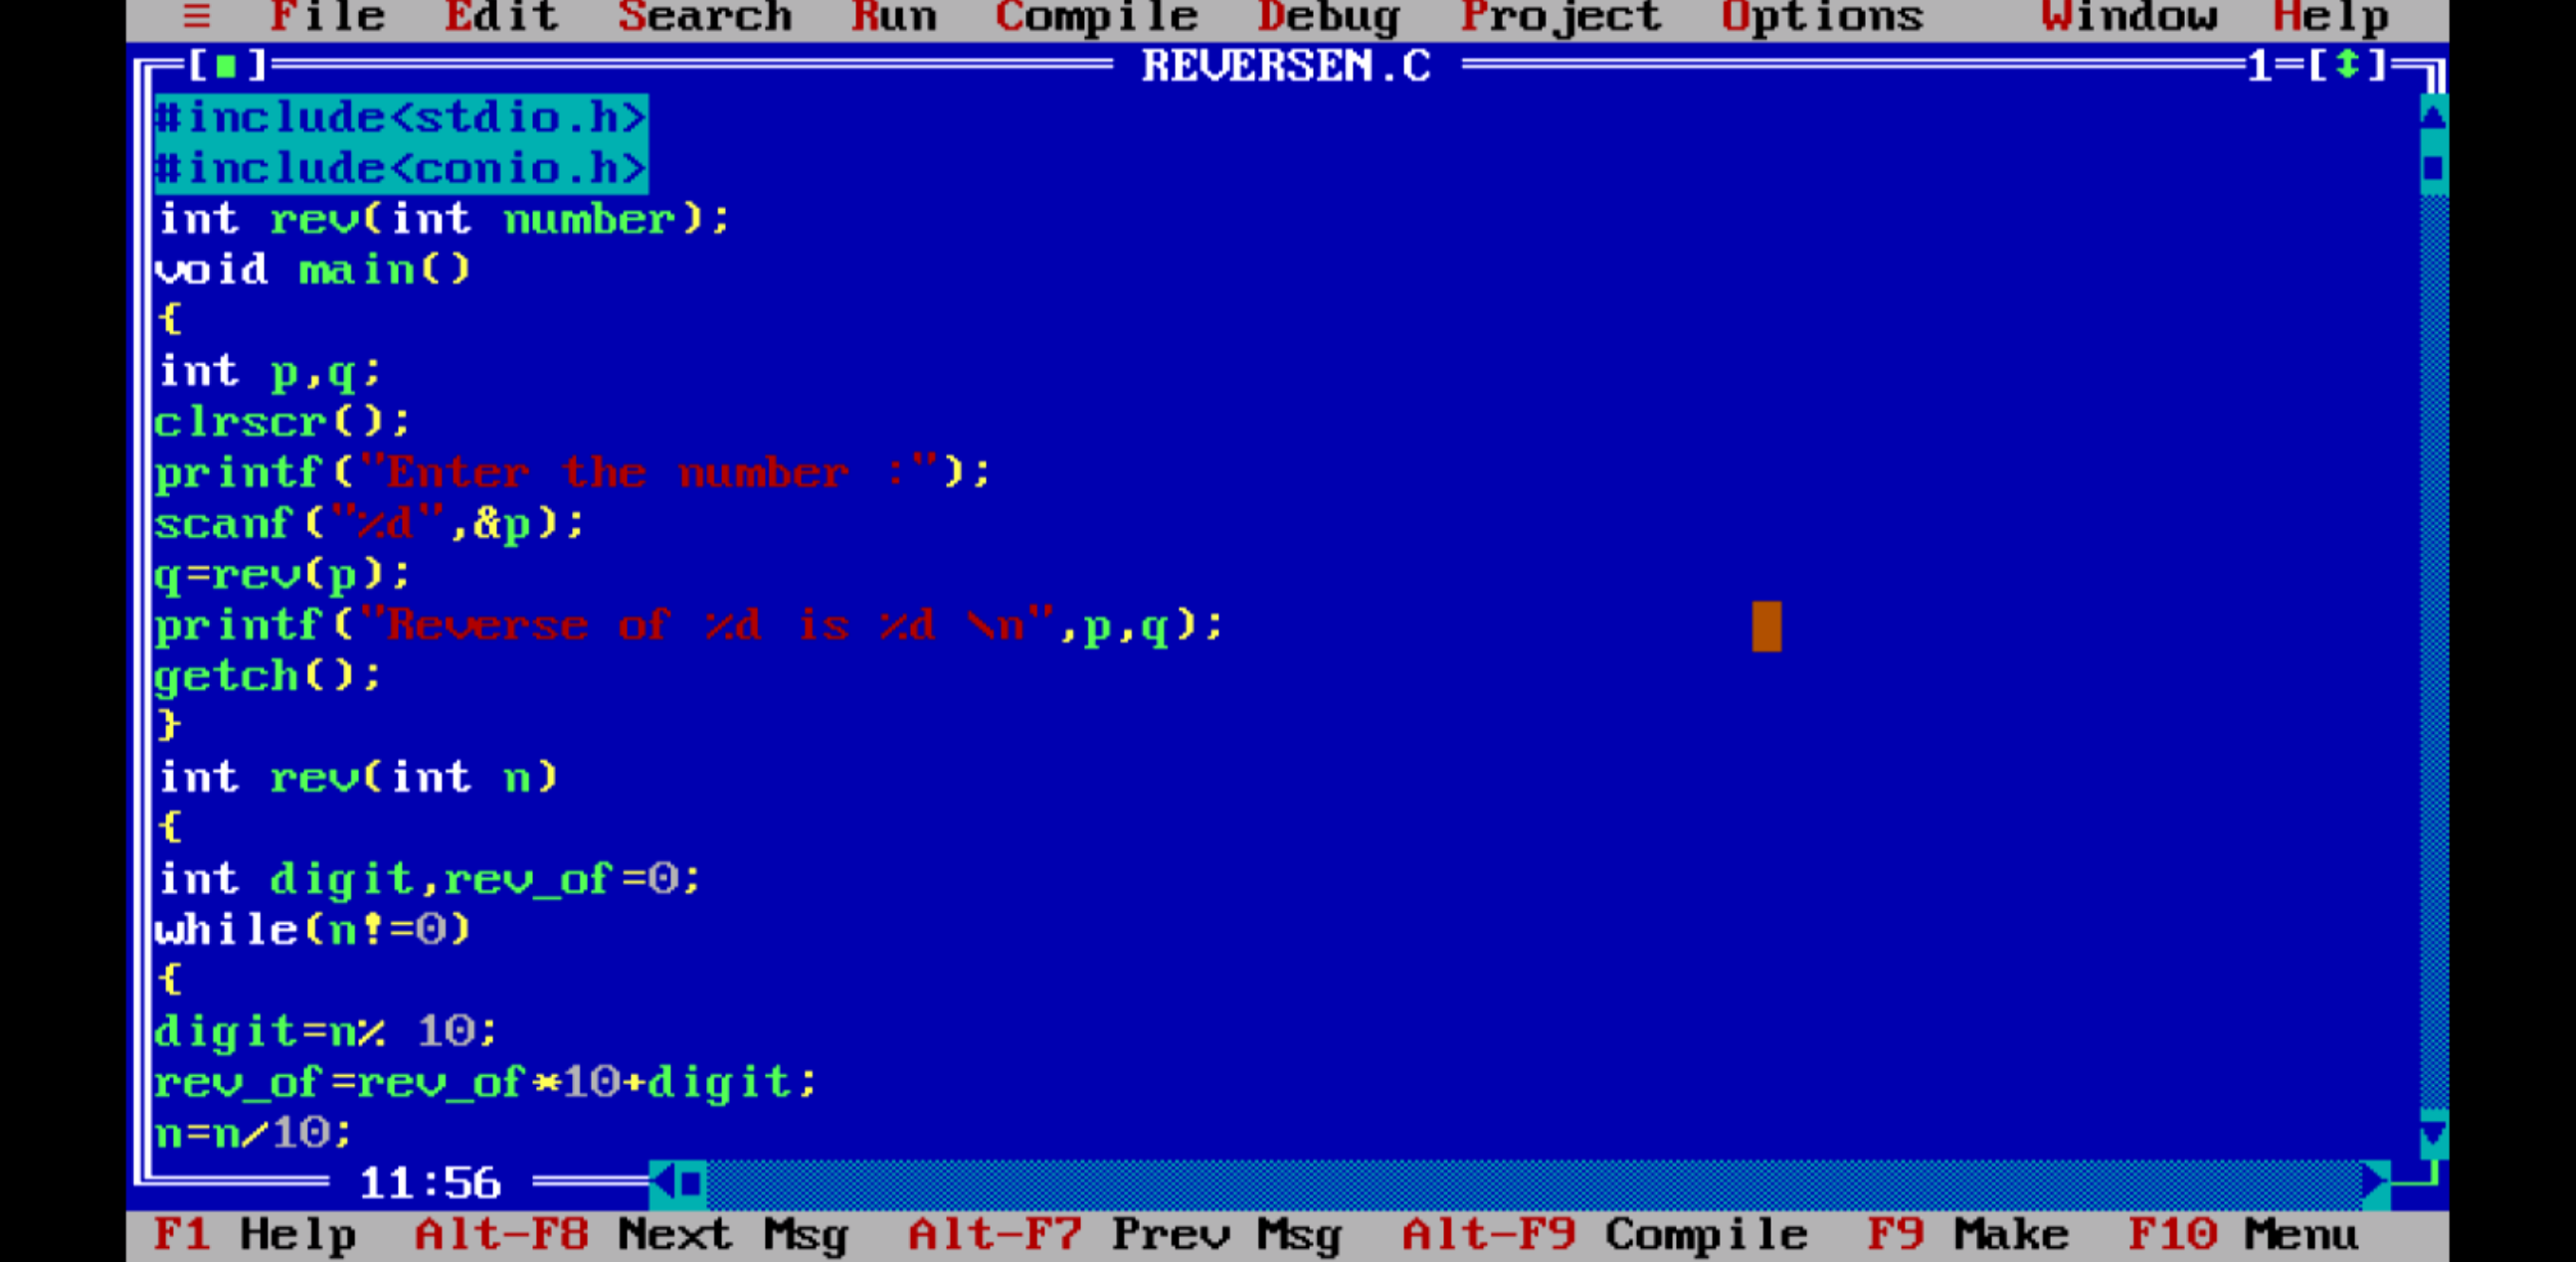 ≡ File Edit Search Run Compile Debug Project Options Window Help
[■] REVERSEN.C 1=[↕]
#include<stdio.h>
#include<conio.h>
int rev(int number);
void main()
{
int p,q;
clrscr();
printf("Enter the number :");
scanf("%d",&p);
q=rev(p);
printf("Reverse of %d is %d \n",p,q);
getch();
}
int rev(int n)
{
int digit,rev_of=0;
while(n!=0)
{
digit=n% 10;
rev_of=rev_of*10+digit;
n=n/10;
11:56
F1 Help Alt-F8 Next Msg Alt-F7 Prev Msg Alt-F9 Compile F9 Make F10 Menu